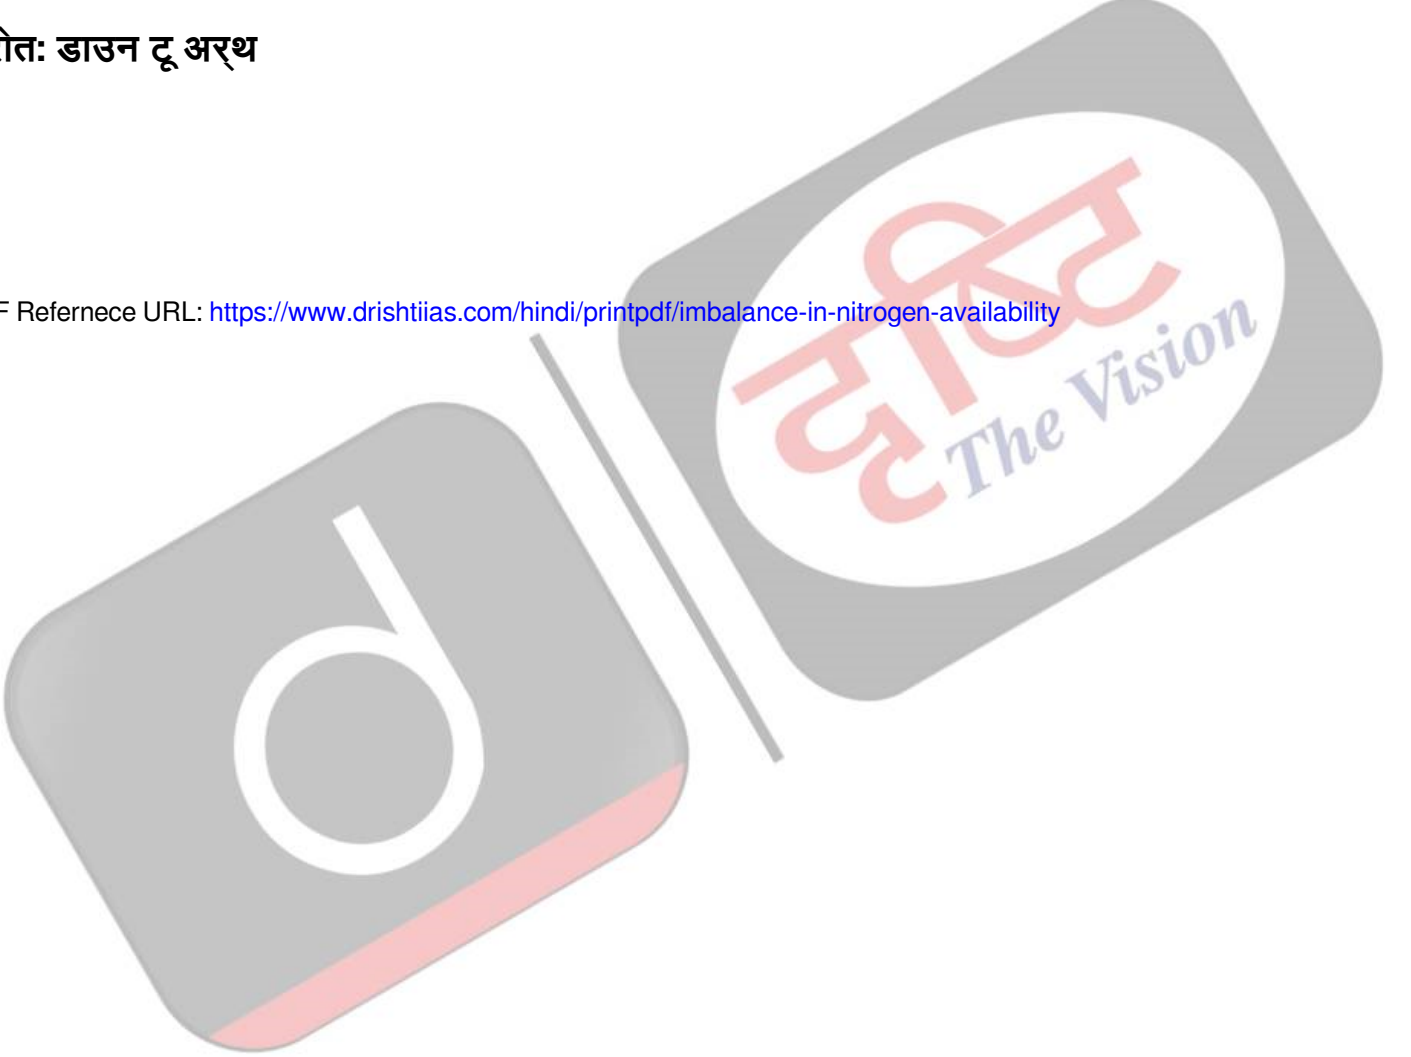 रोत: डाउन टू अर्थ
F Refernece URL: https://www.drishtiias.com/hindi/printpdf/imbalance-in-nitrogen-availability
दृष्टि
The Vision
d